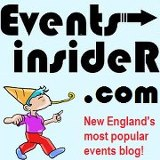 Events
insideR
.com
New England's
most popular
events blog!